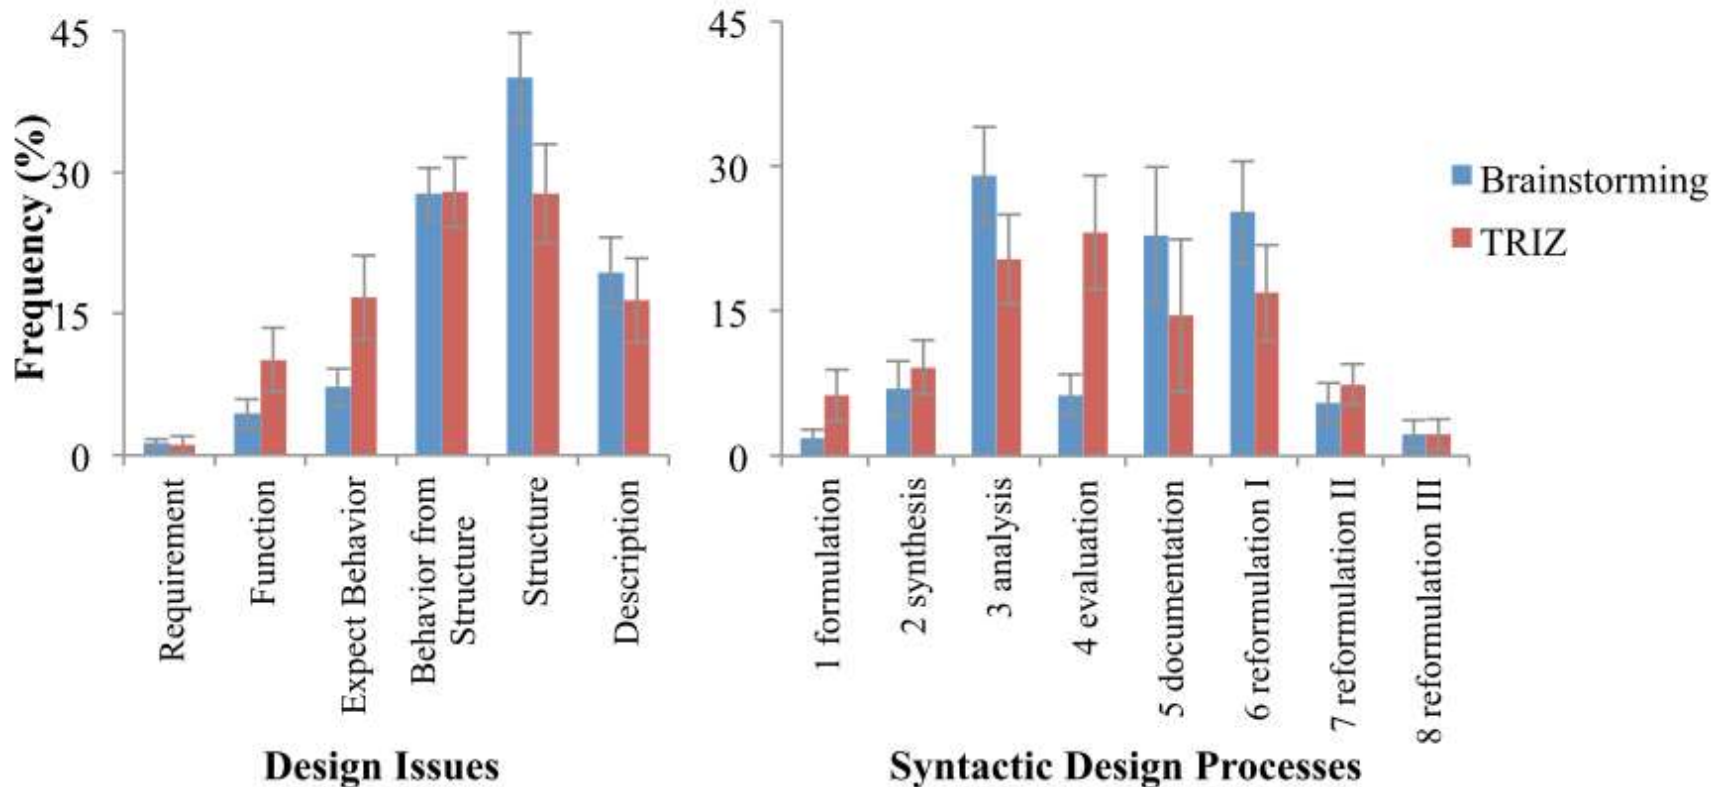 Frequency (%)
45
30
15
0
Requirement
Function
Expect Behavior
Behavior from
Structure
Structure
Description
Design Issues
45
30
15
0
1 formulation
2 synthesis
3 analysis
4 evaluation
5 documentation
6 reformulation I
7 reformulation II
8 reformulation III
Syntactic Design Processes
Brainstorming
TRIZ